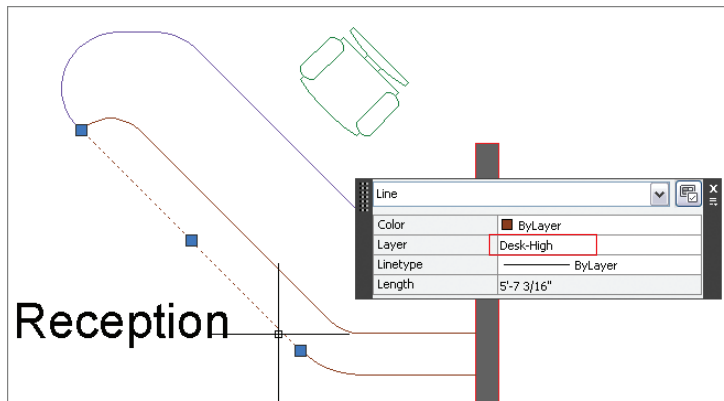 Line
Color ByLayer
Layer Desk-High
Linetype ByLayer
Length 5'-7 3/16"
Reception